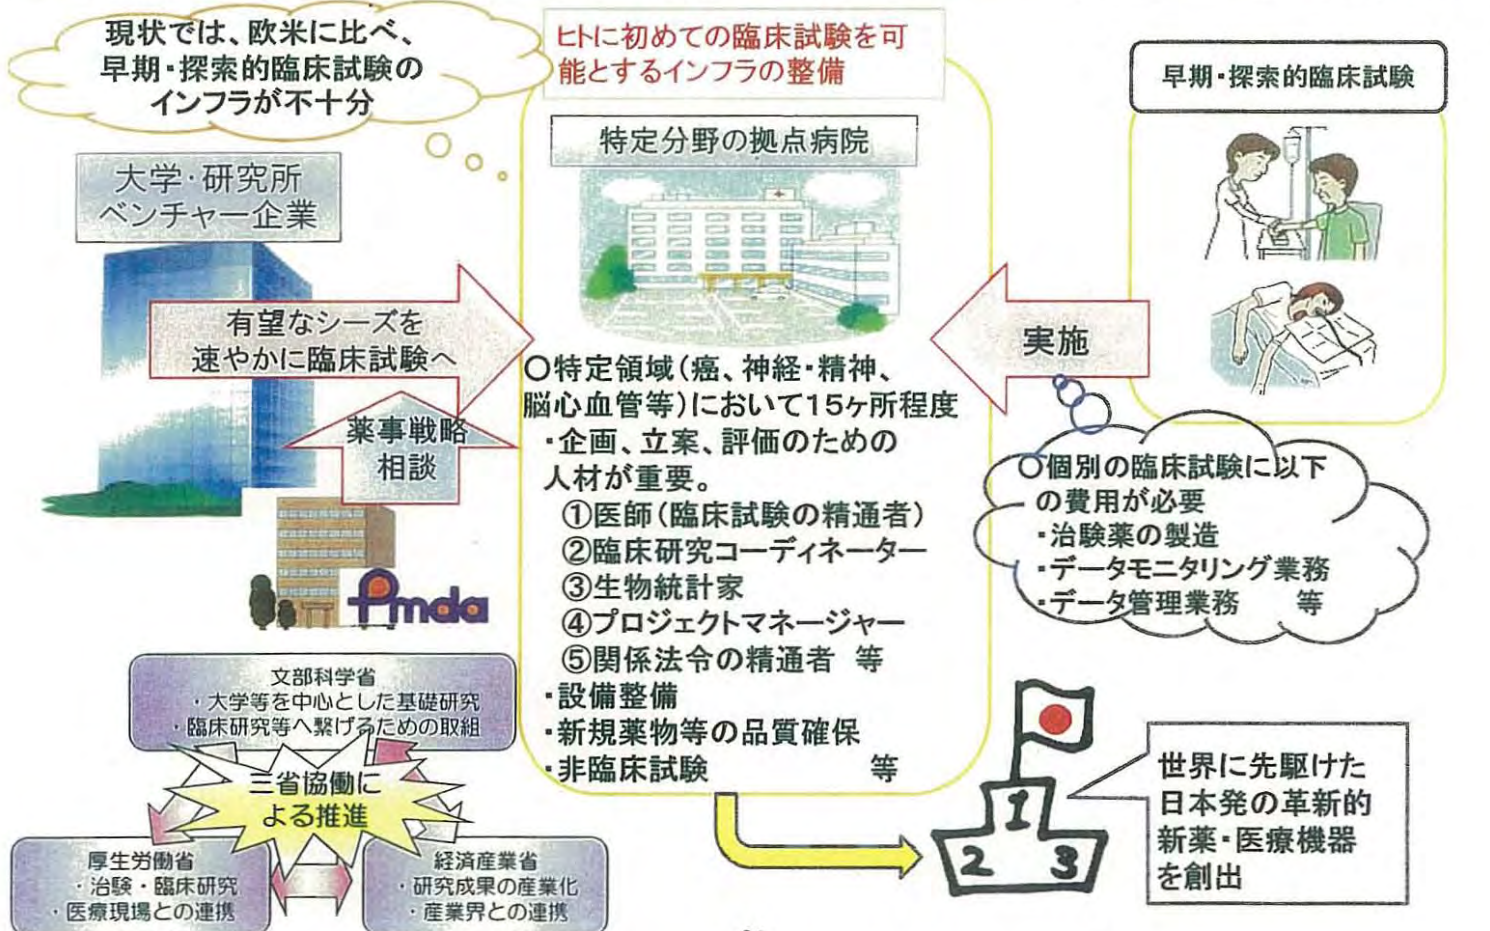 現状では、欧米に比べ、
早期・探索的臨床試験の
インフラが不十分
ヒトに初めての臨床試験を可
能とするインフラの整備
早期・探索的臨床試験
特定分野の拠点病院
大学・研究所
ベンチャー企業
有望なシーズを
速やかに臨床試験へ
薬事戦略
相談
pmda
実施
○特定領域(癌、神経・精神、
脳心血管等)において15ヶ所程度
・企画、立案、評価のための
人材が重要。
①医師(臨床試験の精通者)
②臨床研究コーディネーター
③生物統計家
④プロジェクトマネージャー
⑤関係法令の精通者 等
・設備整備
・新規薬物等の品質確保
・非臨床試験 等
○個別の臨床試験に以下
の費用が必要
・治験薬の製造
・データモニタリング業務
・データ管理業務 等
文部科学省
・大学等を中心とした基礎研究
・臨床研究等へ繋げるための取組
三省協働に
よる推進
厚生労働省
・治験・臨床研究
・医療現場との連携
経済産業省
・研究成果の産業化
・産業界との連携
1
2 3
世界に先駆けた
日本発の革新的
新薬・医療機器
を創出